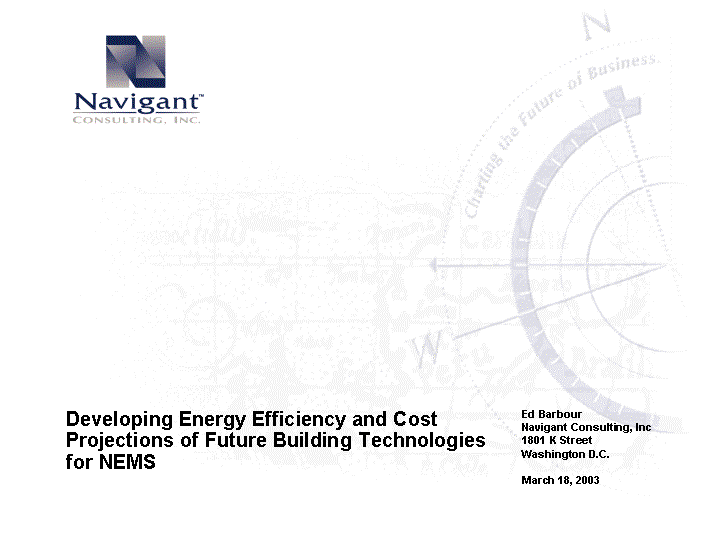 N
Charting the Future of Business.
Navigant™
CONSULTING, INC.
W
Developing Energy Efficiency and Cost
Projections of Future Building Technologies
for NEMS
Ed Barbour
Navigant Consulting, Inc
1801 K Street
Washington D.C.
March 18, 2003